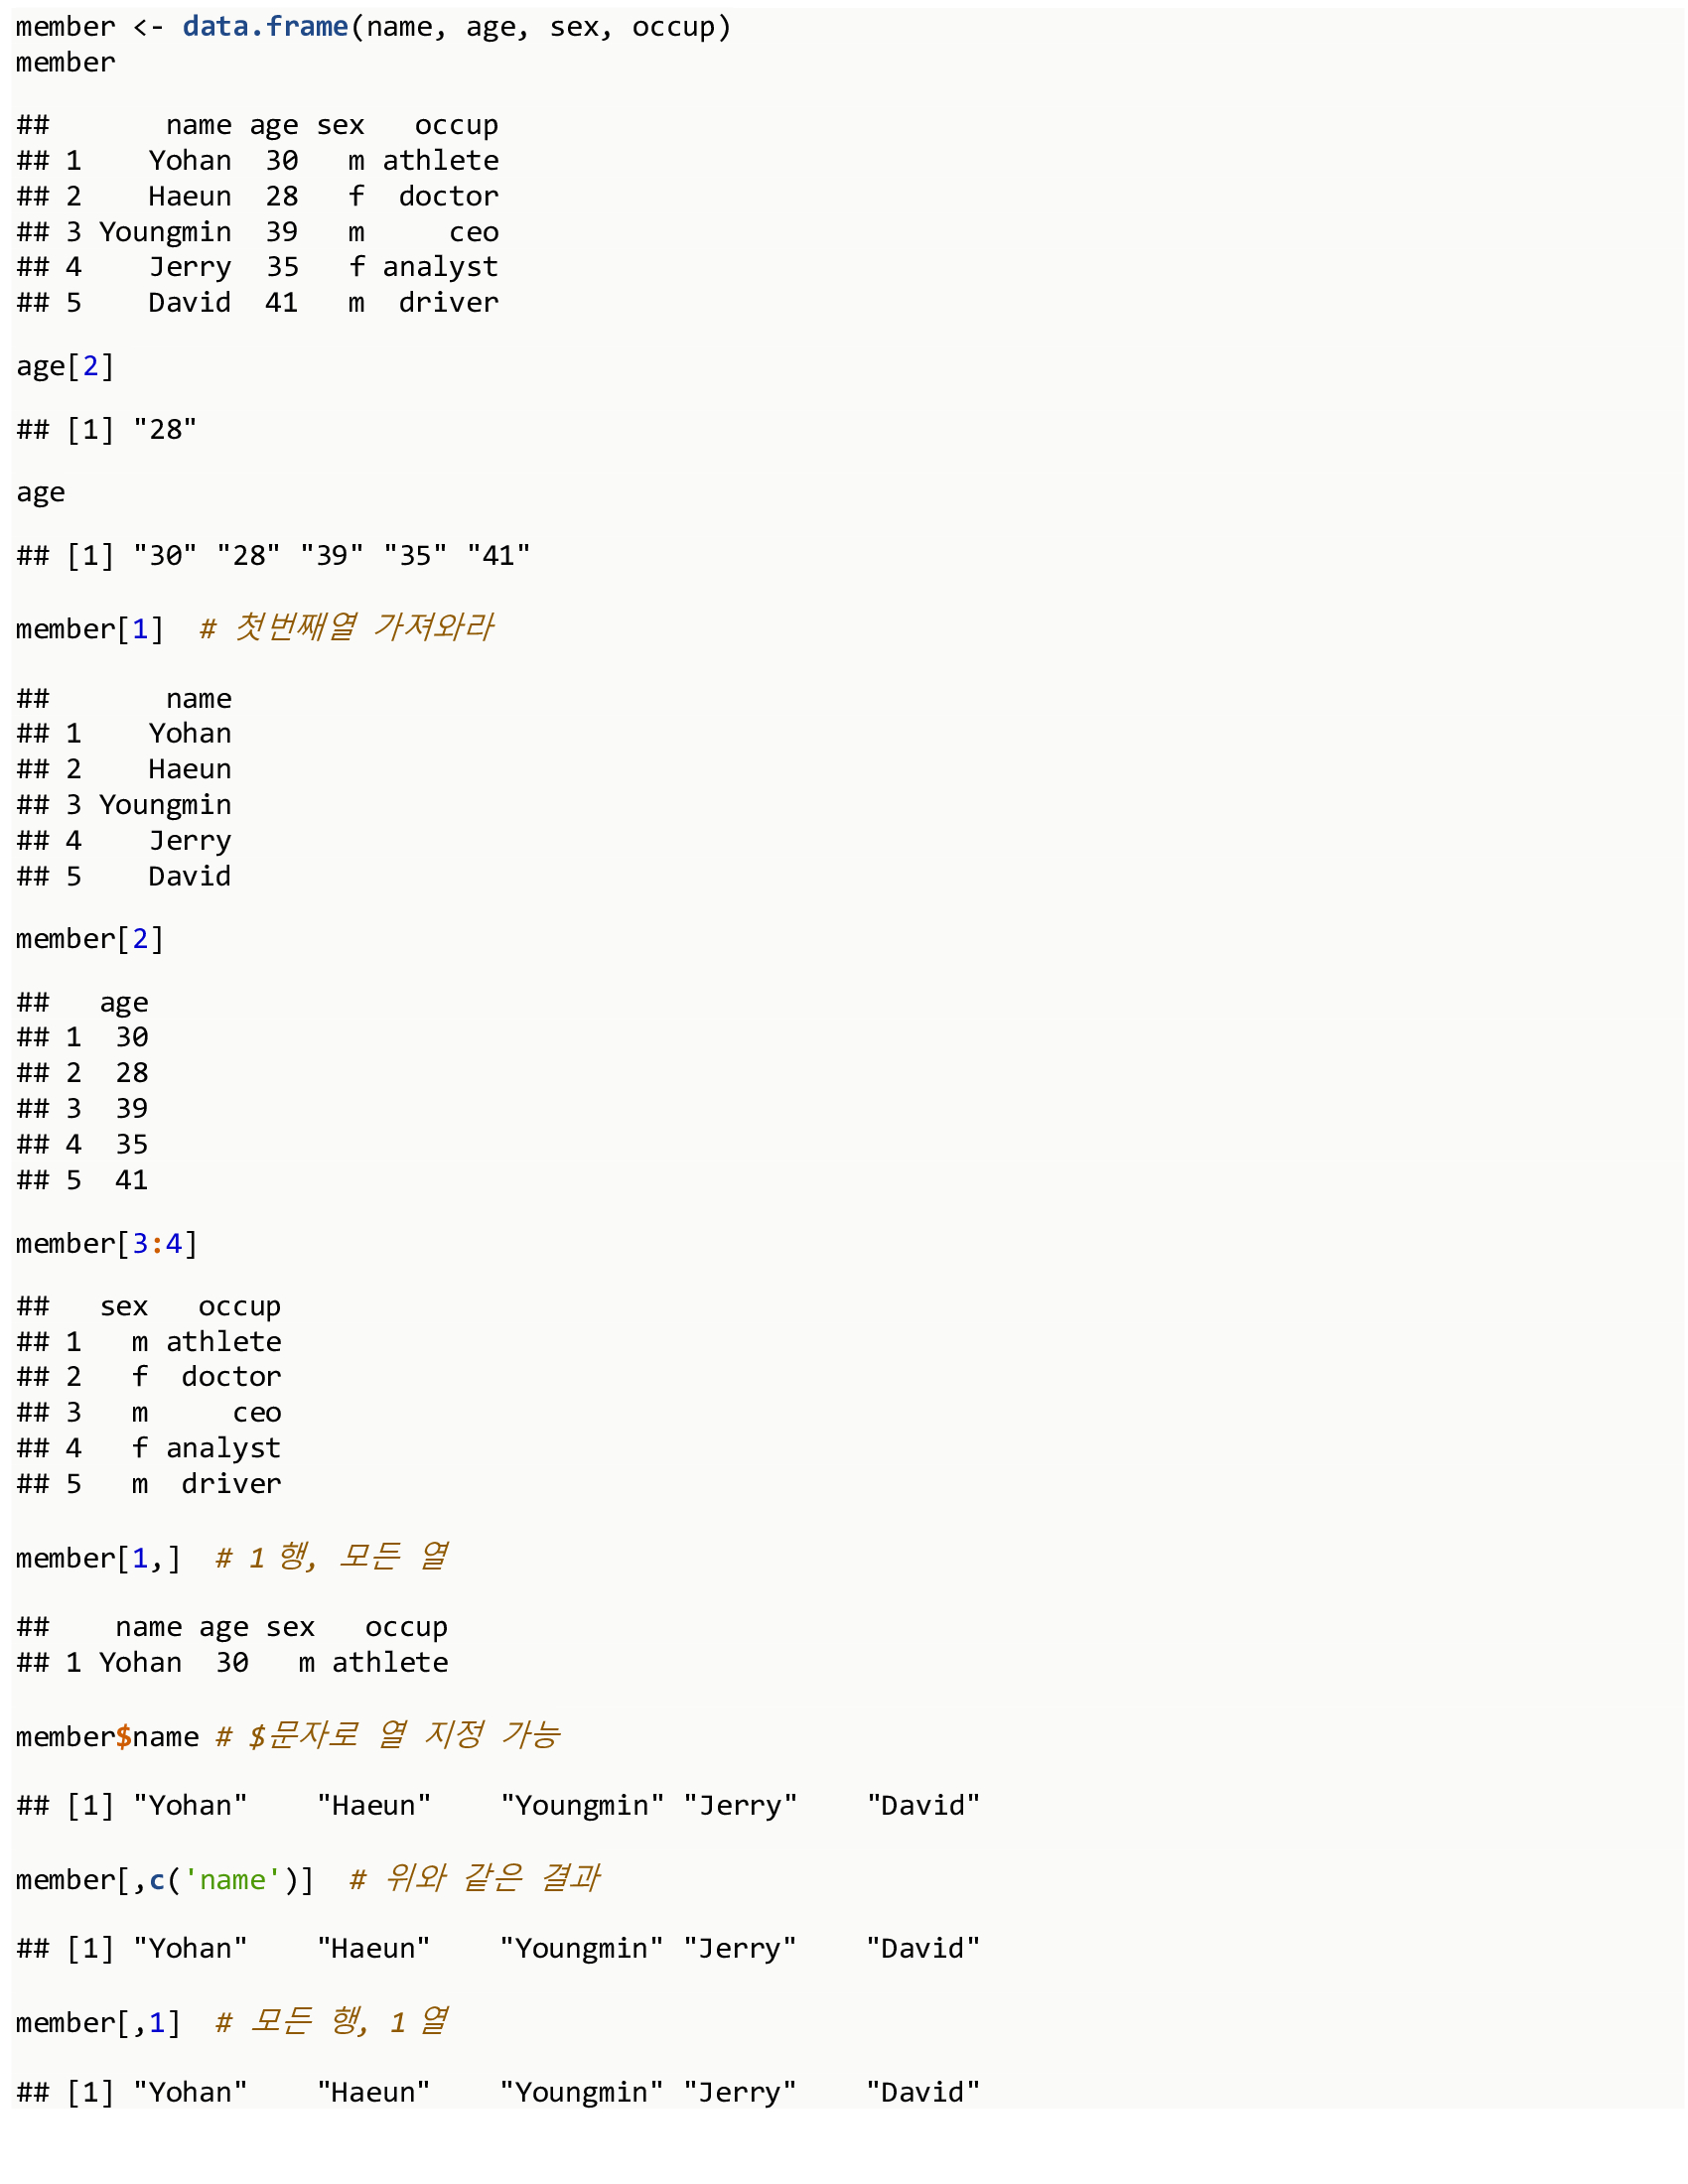 member <- data.frame(name, age, sex, occup)
member
##       name age sex   occup
## 1    Yohan  30   m athlete
## 2    Haeun  28   f  doctor
## 3 Youngmin  39   m     ceo
## 4    Jerry  35   f analyst
## 5    David  41   m  driver
age[2]
## [1] "28"
age
## [1] "30" "28" "39" "35" "41"
member[1]  # 첫번째열 가져와라
##       name
## 1    Yohan
## 2    Haeun
## 3 Youngmin
## 4    Jerry
## 5    David
member[2]
##   age
## 1  30
## 2  28
## 3  39
## 4  35
## 5  41
member[3:4]
##   sex   occup
## 1   m athlete
## 2   f  doctor
## 3   m     ceo
## 4   f analyst
## 5   m  driver
member[1,]  # 1 행, 모든 열
##    name age sex   occup
## 1 Yohan  30   m athlete
member$name # $문자로 열 지정 가능
## [1] "Yohan"    "Haeun"    "Youngmin" "Jerry"    "David"
member[,c('name')]  # 위와 같은 결과
## [1] "Yohan"    "Haeun"    "Youngmin" "Jerry"    "David"
member[,1]  # 모든 행, 1 열
## [1] "Yohan"    "Haeun"    "Youngmin" "Jerry"    "David"